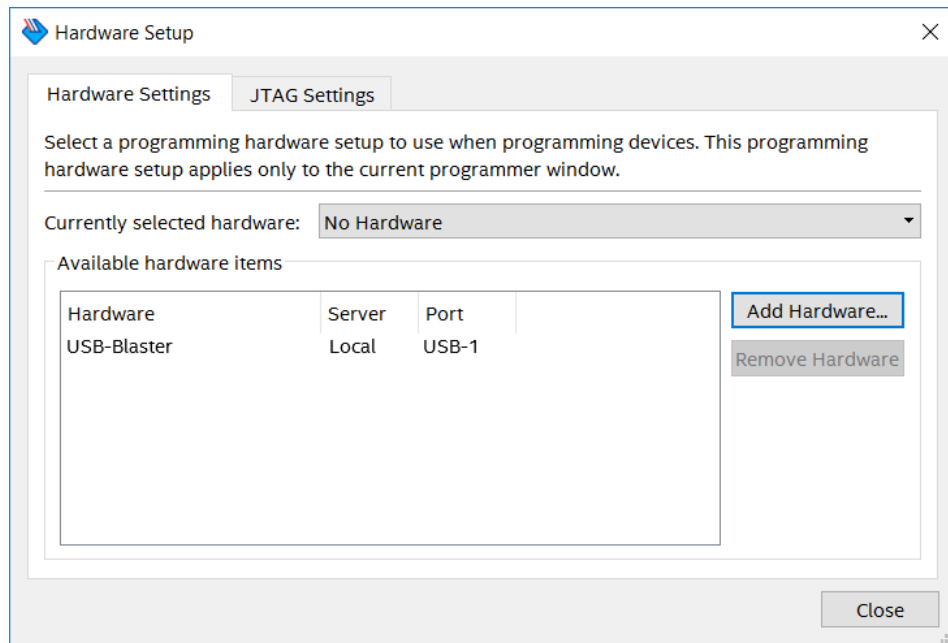 Hardware Setup
Hardware Settings
JTAG Settings
Select a programming hardware setup to use when programming devices. This programming
hardware setup applies only to the current programmer window.
Currently selected hardware: No Hardware
Available hardware items
Hardware Server Port
USB-Blaster Local USB-1
Add Hardware...
Remove Hardware
Close